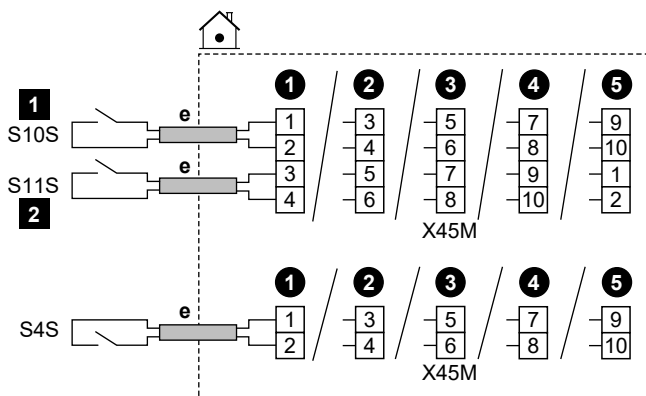 1 2 3 4 5
1 e
S10S 1 3 5 7 9
2 4 6 8 10
S11S e 3 5 7 9 1
2 4 6 8 10 2
X45M
1 2 3 4 5
e
S4S 1 3 5 7 9
2 4 6 8 10
X45M